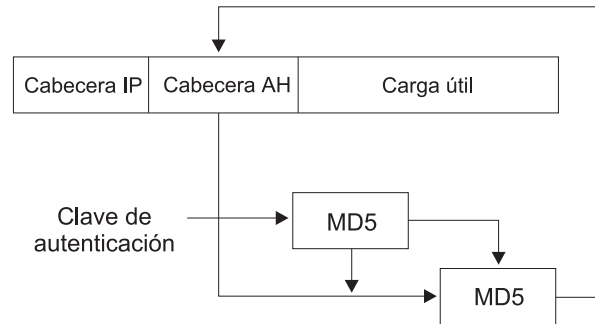 Cabecera IP
Cabecera AH
Carga útil
Clave de
autenticación
MD5
MD5